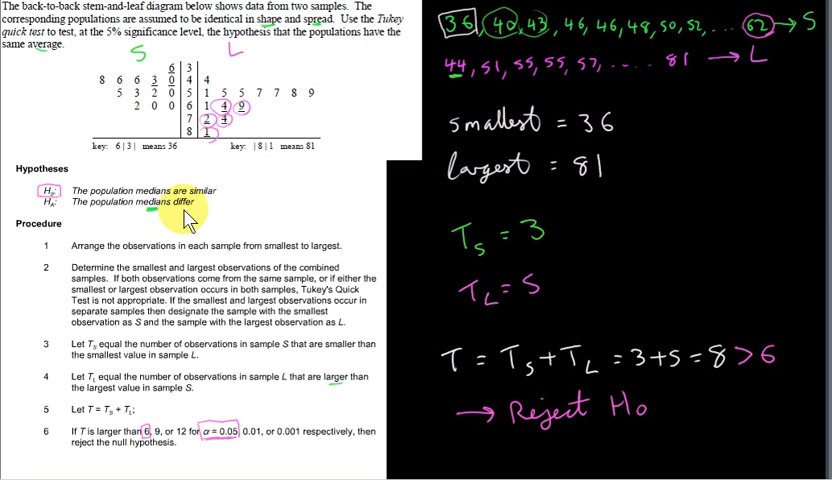 The back-to-back stem-and-leaf diagram below shows data from two samples. The
corresponding populations are assumed to be identical in shape and spread. Use the Tukey
quick test to test, at the 5% significance level, the hypothesis that the populations have the
same average.
S L
6 3
8 6 6 3 0 4 4
5 3 2 0 5 1 5 5 7 7 8 9
2 0 0 6 1 4 9
7 2 4
8 1
key: 6 | 3 | means 36 key: | 8 | 1 means 81
Hypotheses
H₀: The population medians are similar
Hₐ: The population medians differ
Procedure
1 Arrange the observations in each sample from smallest to largest.
2 Determine the smallest and largest observations of the combined
samples. If both observations come from the same sample, or if either the
smallest or largest observation occurs in both samples, Tukey's Quick
Test is not appropriate. If the smallest and largest observations occur in
separate samples then designate the sample with the smallest
observation as S and the sample with the largest observation as L.
3 Let Tₛ equal the number of observations in sample S that are smaller than
the smallest value in sample L.
4 Let T_L equal the number of observations in sample L that are larger than
the largest value in sample S.
5 Let T = Tₛ + T_L;
6 If T is larger than 6, 9, or 12 for α = 0.05, 0.01, or 0.001 respectively, then
reject the null hypothesis.
36, 40, 43, 46, 46, 48, 50, 52, .... 62 → S
44, 51, 55, 55, 57, .... 81 → L
smallest = 36
largest = 81
Tₛ = 3
T_L = 5
T = Tₛ + T_L = 3+5 = 8 > 6
→ Reject H₀